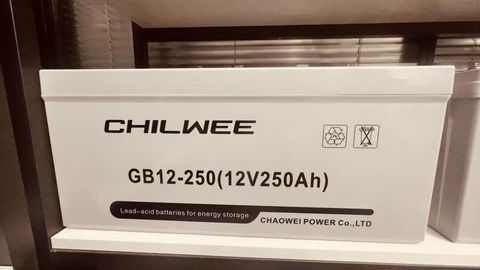 CHILWEE
GB12-250(12V250Ah)
Lead-acid batteries for energy storage
CHAOWEI POWER Co.,LTD